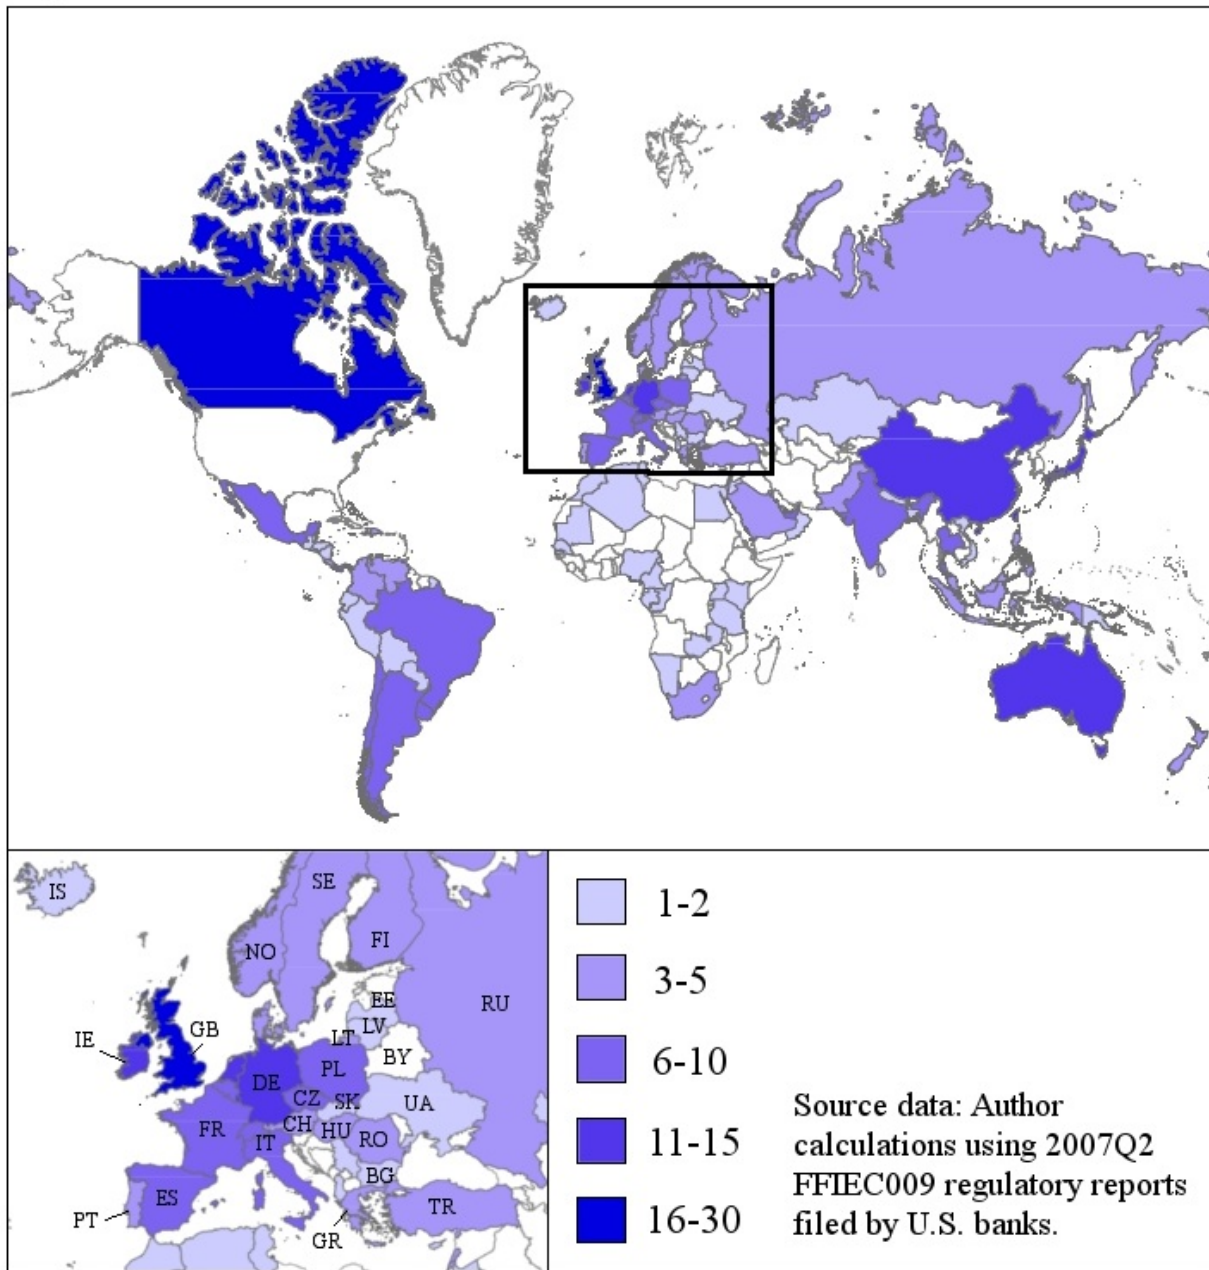 IS
SE
NO
FI
RU
EE
LV
LT
IE
GB
BY
PL
DE
CZ
SK
UA
CH
HU
FR
IT
RO
BG
ES
PT
GR
TR
1-2
3-5
6-10
11-15
16-30
Source data: Author
calculations using 2007Q2
FFIEC009 regulatory reports
filed by U.S. banks.